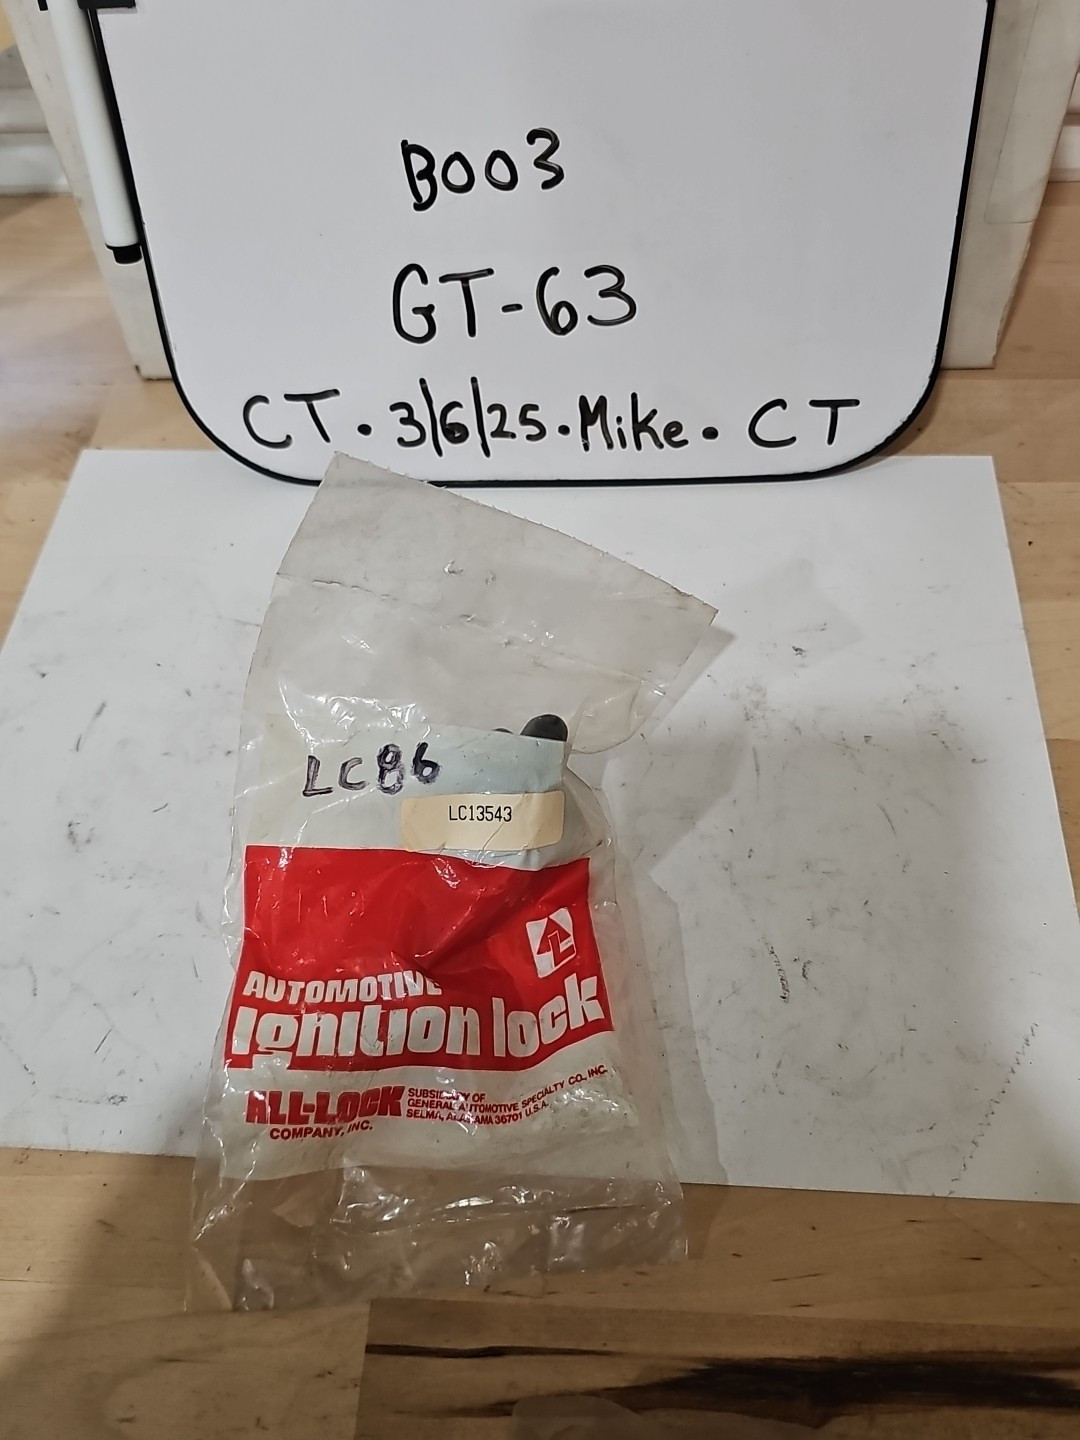 B003
GT-63
CT • 3/6/25 • Mike • CT
LC86
LC13543
AUTOMOTIVE
Ignition lock
ALL-LOCK
COMPANY, INC.
SUBSIDIARY OF
GENERAL AUTOMOTIVE SPECIALTY CO., INC.
SELMA, ALABAMA 36701 U.S.A.